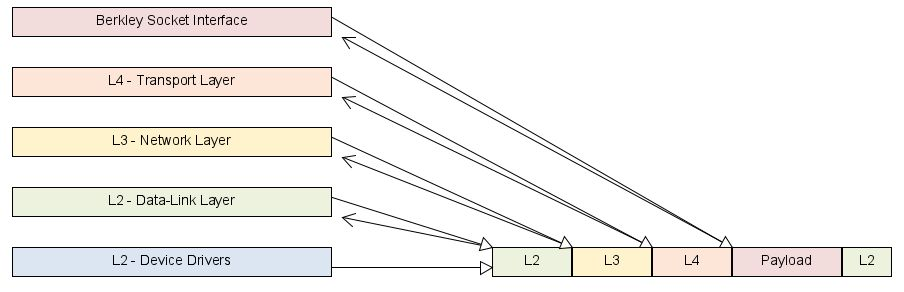 Berkley Socket Interface
L4 - Transport Layer
L3 - Network Layer
L2 - Data-Link Layer
L2 - Device Drivers
L2 L3 L4 Payload L2